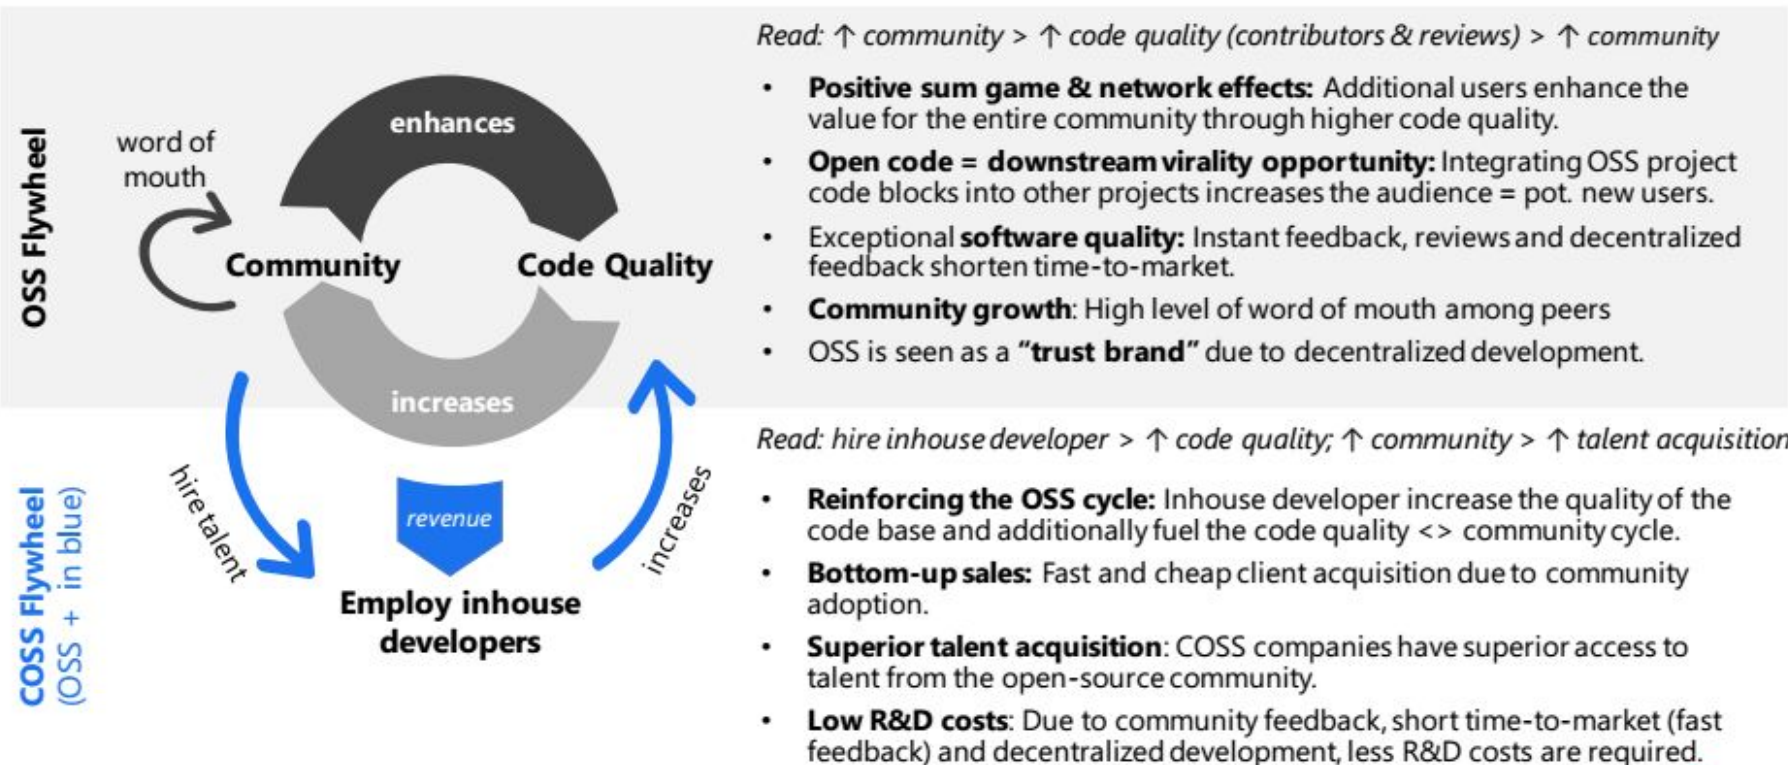 OSS Flywheel
word of
mouth
enhances
Community
Code Quality
increases
Read: ↑ community > ↑ code quality (contributors & reviews) > ↑ community
• Positive sum game & network effects: Additional users enhance the
value for the entire community through higher code quality.
• Open code = downstream virality opportunity: Integrating OSS project
code blocks into other projects increases the audience = pot. new users.
• Exceptional software quality: Instant feedback, reviews and decentralized
feedback shorten time-to-market.
• Community growth: High level of word of mouth among peers
• OSS is seen as a “trust brand” due to decentralized development.
COSS Flywheel
(OSS + in blue)
hire talent
revenue
increases
Employ inhouse
developers
Read: hire inhouse developer > ↑ code quality; ↑ community > ↑ talent acquisition
• Reinforcing the OSS cycle: Inhouse developer increase the quality of the
code base and additionally fuel the code quality <> community cycle.
• Bottom-up sales: Fast and cheap client acquisition due to community
adoption.
• Superior talent acquisition: COSS companies have superior access to
talent from the open-source community.
• Low R&D costs: Due to community feedback, short time-to-market (fast
feedback) and decentralized development, less R&D costs are required.